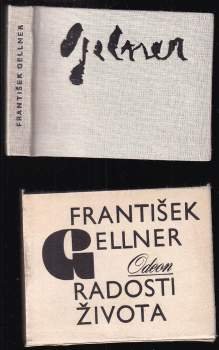 FRANTIŠEK GELLNER
Gellner
FRANTIŠEK
GELLNER
Odeon
RADOSTI
ŽIVOTA